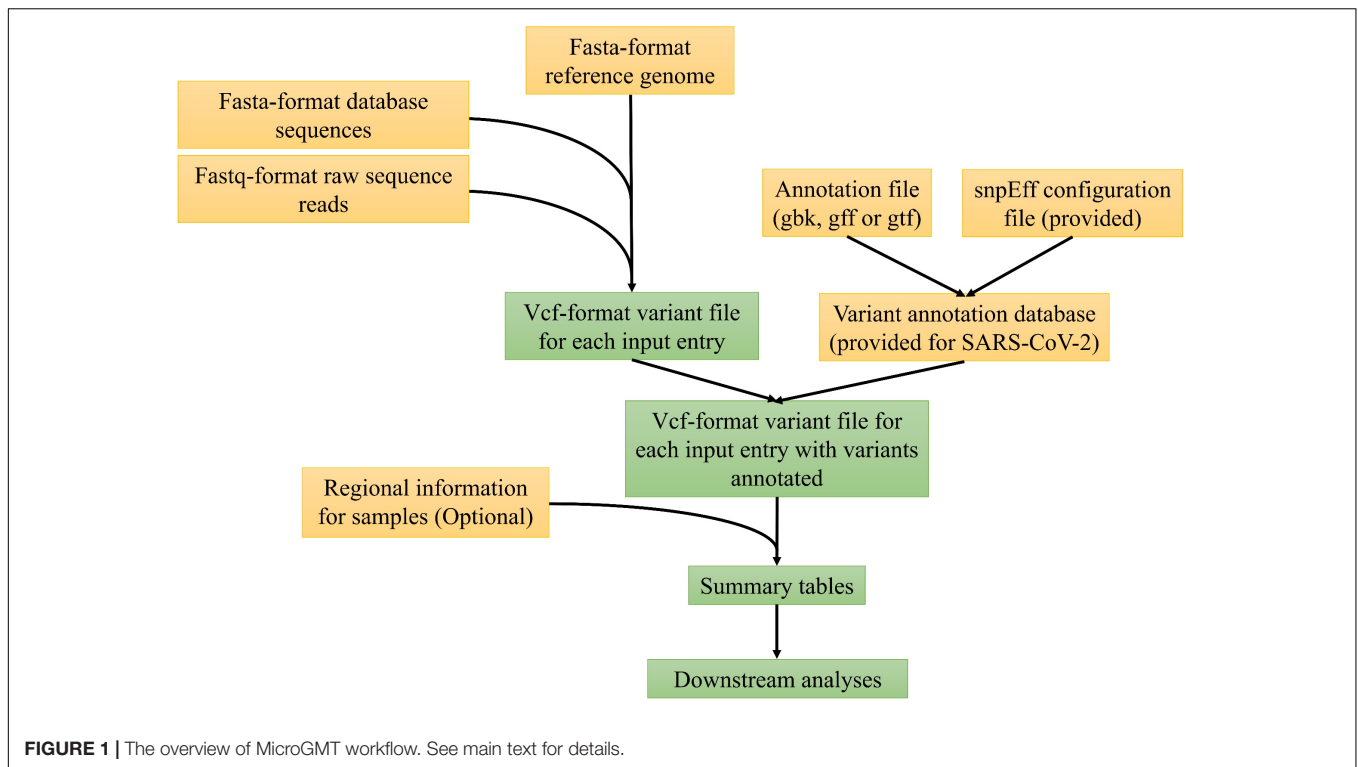 Fasta-format
reference genome
Fasta-format database
sequences
Fastq-format raw sequence
reads
Annotation file
(gbk, gff or gtf)
snpEff configuration
file (provided)
Vcf-format variant file
for each input entry
Variant annotation database
(provided for SARS-CoV-2)
Vcf-format variant file for
each input entry with variants
annotated
Regional information
for samples (Optional)
Summary tables
Downstream analyses
FIGURE 1 | The overview of MicroGMT workflow. See main text for details.